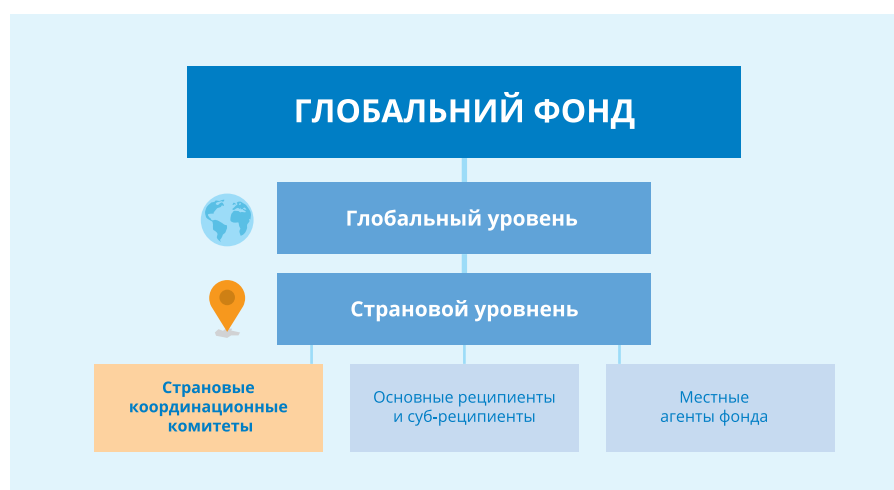 ГЛОБАЛЬНИЙ ФОНД
Глобальный уровень
Страновой уровнень
Страновые
координационные
комитеты
Основные реципиенты
и суб-реципиенты
Местные
агенты фонда